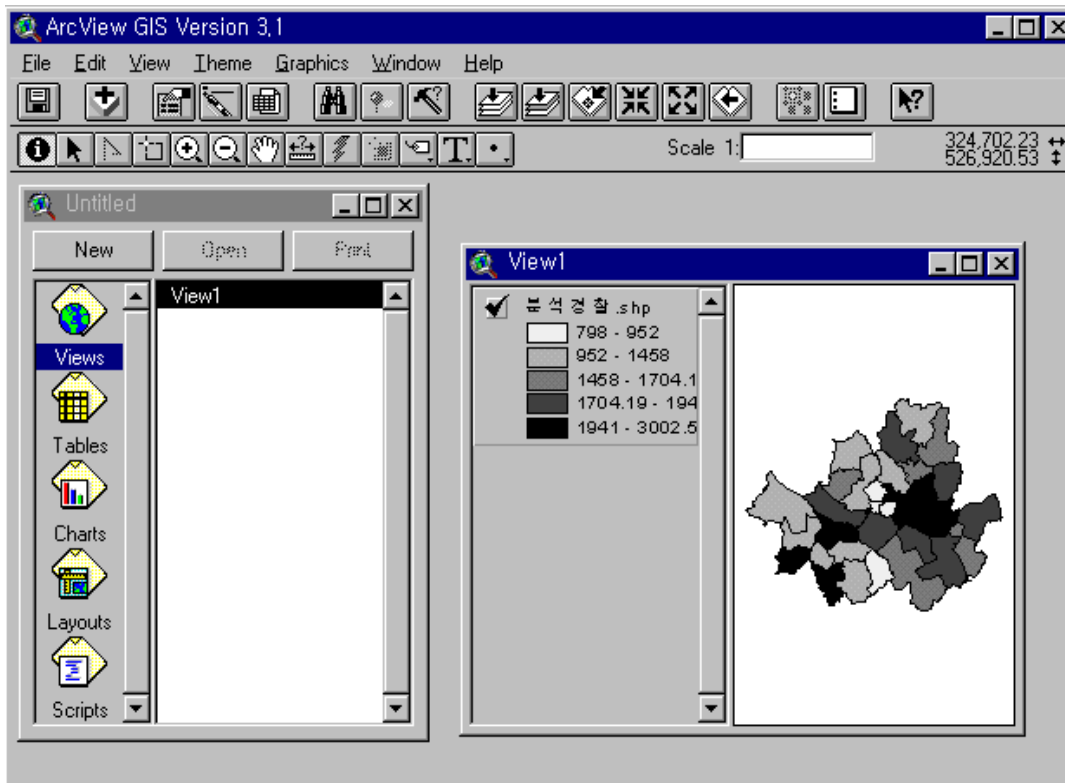 ArcView GIS Version 3.1
File Edit View Theme Graphics Window Help
Scale 1:
324,702.23
526,920.53
Untitled
New Open Print
View1
Views
Tables
Charts
Layouts
Scripts
View1
분석경찰.shp
798 - 952
952 - 1458
1458 - 1704.1
1704.19 - 194
1941 - 3002.5